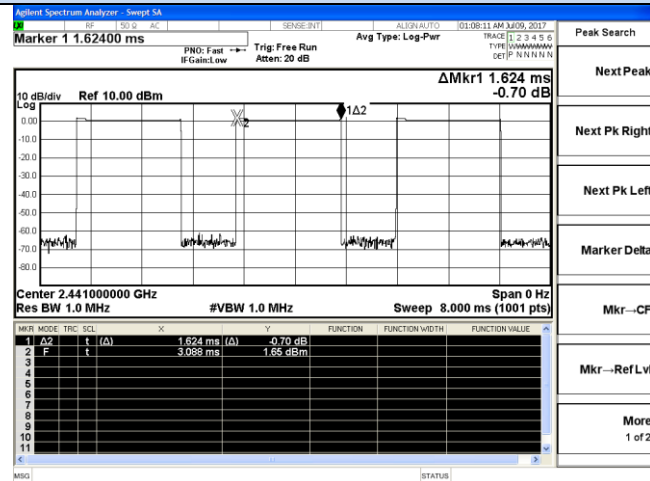 Agilent Spectrum Analyzer - Swept SA
RF 50 Ω AC SENSE:INT ALIGN AUTO 01:08:11 AM Jul 09, 2017
Marker 1 1.62400 ms
PNO: Fast
IFGain:Low
Trig: Free Run
Atten: 20 dB
Avg Type: Log-Pwr
TRACE 1 2 3 4 5 6
TYPE WWWWWW
DET P N N N N N
Peak Search
ΔMkr1 1.624 ms
-0.70 dB
10 dB/div Ref 10.00 dBm
Log
1Δ2
X2
0.00
-10.0
-20.0
-30.0
-40.0
-50.0
-60.0
-70.0
-80.0
Center 2.441000000 GHz Span 0 Hz
Res BW 1.0 MHz #VBW 1.0 MHz Sweep 8.000 ms (1001 pts)
MKR MODE TRC SCL X Y FUNCTION FUNCTION WIDTH FUNCTION VALUE
1 Δ2 t (Δ) 1.624 ms (Δ) -0.70 dB
2 F t 3.088 ms 1.65 dBm
3
4
5
6
7
8
9
10
11
MSG STATUS
Next Peak
Next Pk Right
Next Pk Left
Marker Delta
Mkr→CF
Mkr→Ref Lvl
More
1 of 2